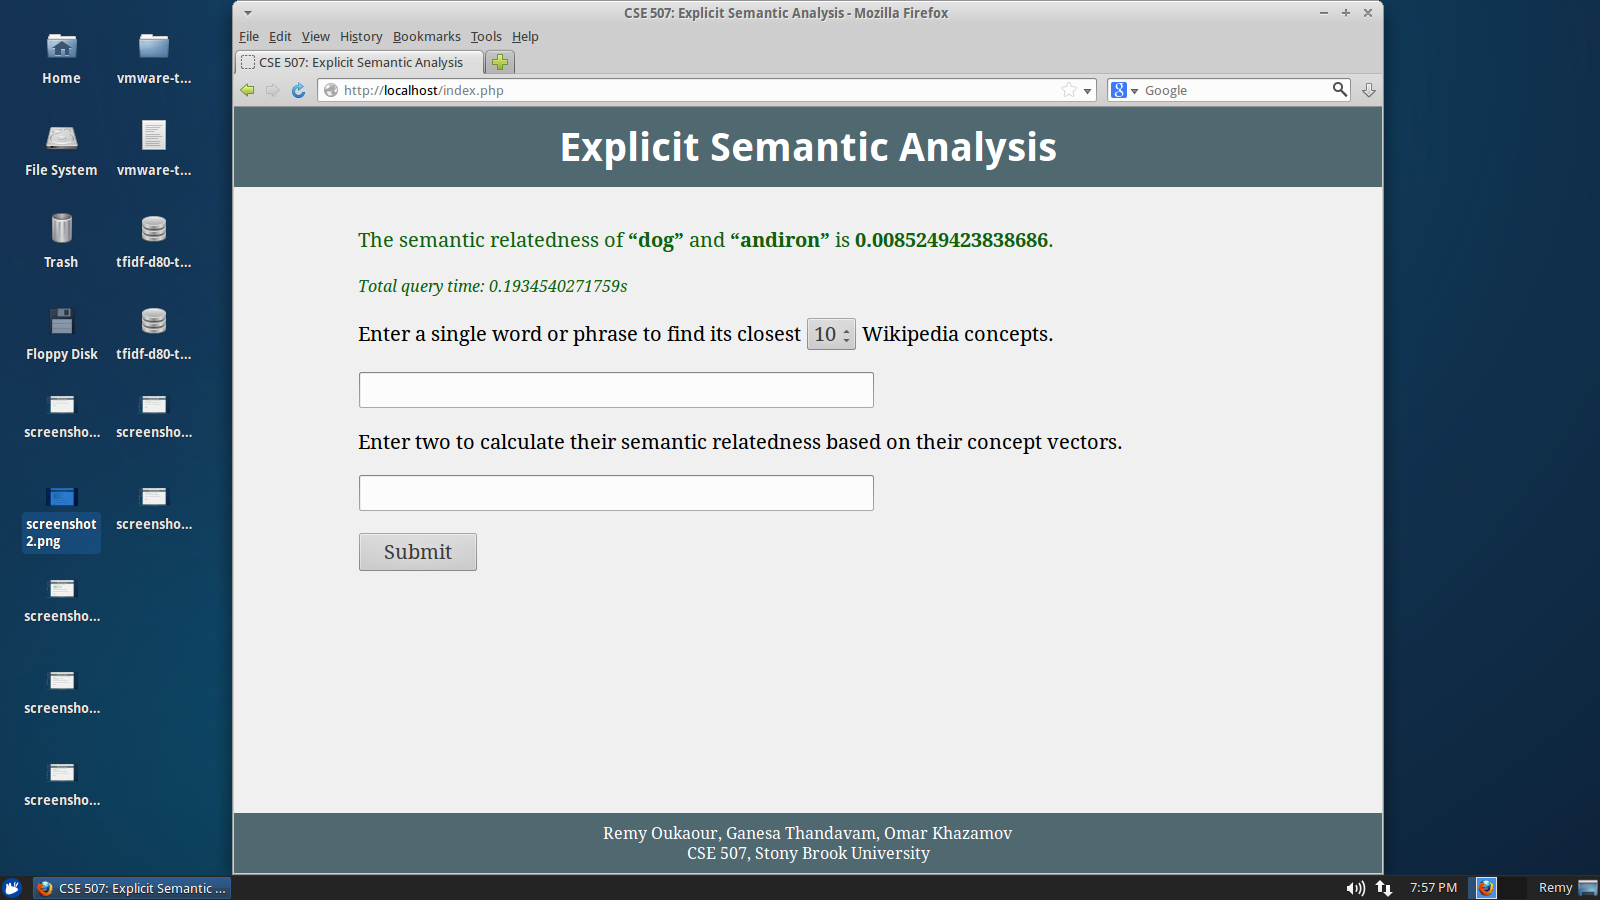 CSE 507: Explicit Semantic Analysis - Mozilla Firefox
File Edit View History Bookmarks Tools Help
CSE 507: Explicit Semantic Analysis
http://localhost/index.php
Google
Explicit Semantic Analysis
The semantic relatedness of “dog” and “andiron” is 0.0085249423838686.
Total query time: 0.1934540271759s
Enter a single word or phrase to find its closest 10 Wikipedia concepts.
Enter two to calculate their semantic relatedness based on their concept vectors.
Submit
Remy Oukaour, Ganesa Thandavam, Omar Khazamov
CSE 507, Stony Brook University
Home
vmware-t...
File System
vmware-t...
Trash
tfidf-d80-t...
Floppy Disk
tfidf-d80-t...
screensho...
screensho...
screenshot
2.png
screensho...
screensho...
screensho...
screensho...
CSE 507: Explicit Semantic ...
7:57 PM
Remy